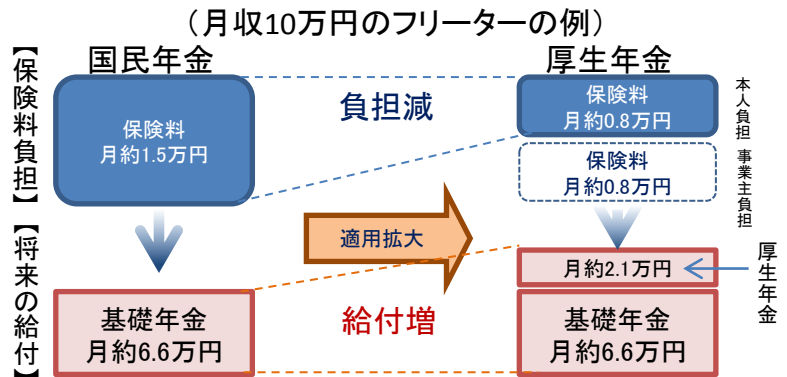 （月収10万円のフリーターの例）
国民年金
厚生年金
【保険料負担】
保険料
月約1.5万円
負担減
保険料
月約0.8万円
本人負担
保険料
月約0.8万円
事業主負担
適用拡大
【将来の給付】
基礎年金
月約6.6万円
給付増
月約2.1万円
厚生年金
基礎年金
月約6.6万円